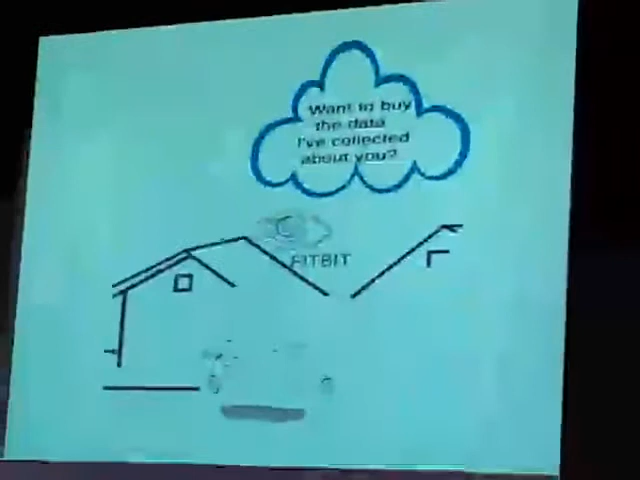 Want to buy
the data
I've collected
about you?
FITBIT